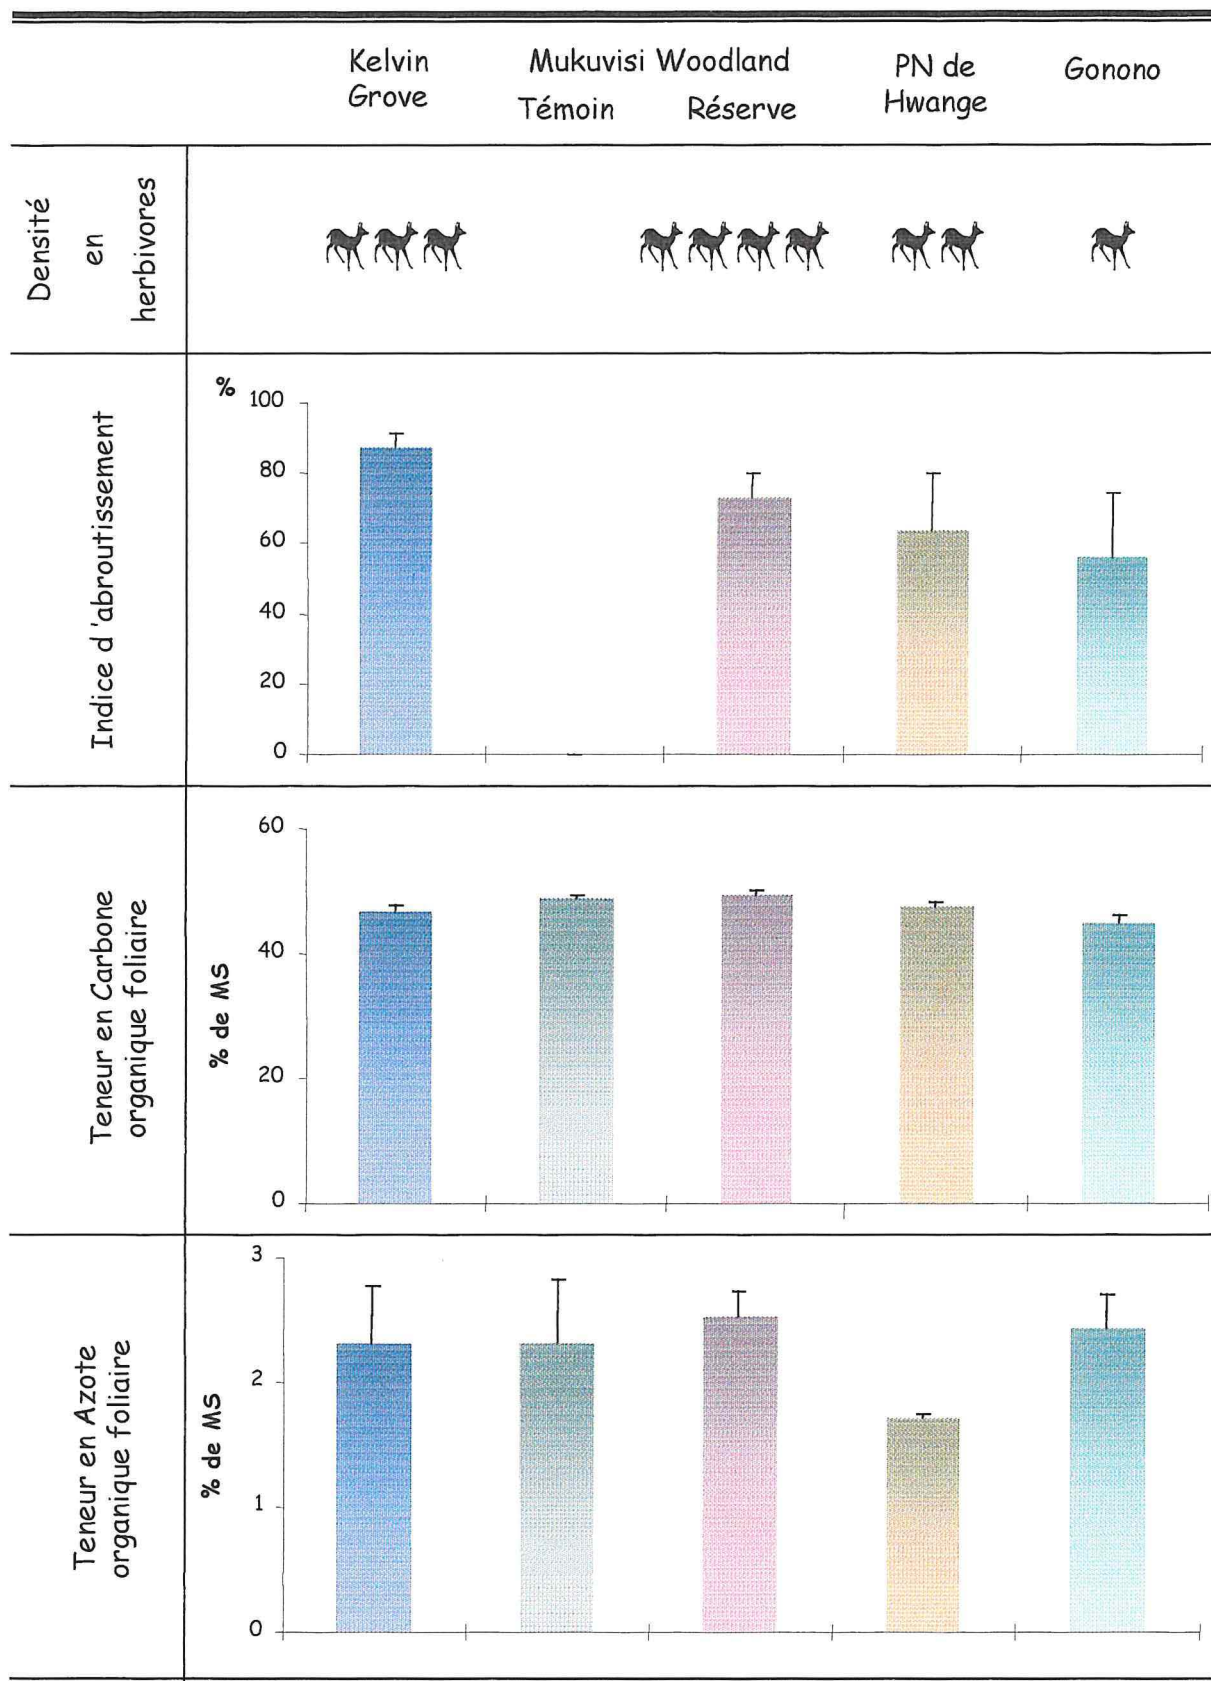 Kelvin
Grove
Mukuvisi Woodland
Témoin
Réserve
PN de
Hwange
Gonono
Densité
en
herbivores
Indice d'abroutissement
%
100
80
60
40
20
0
Teneur en Carbone
organique foliaire
% de MS
60
40
20
0
Teneur en Azote
organique foliaire
% de MS
3
2
1
0